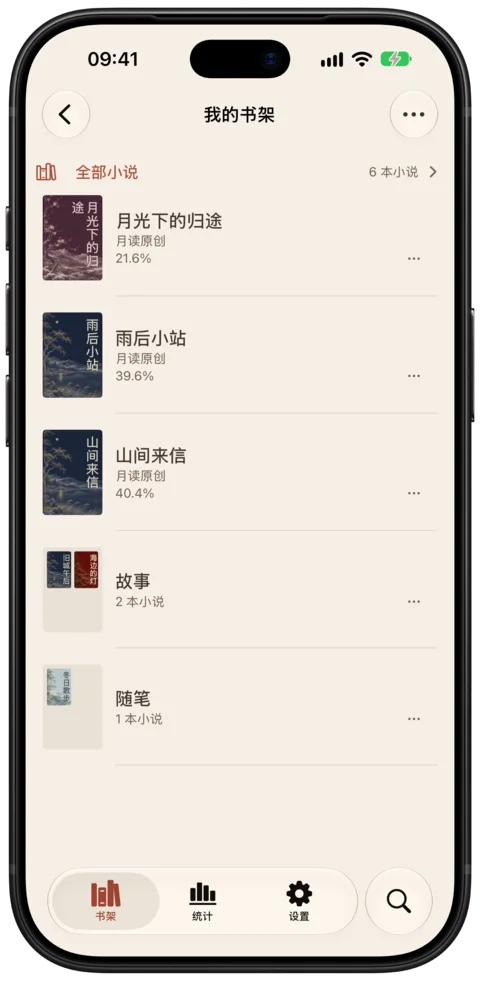 09:41
我的书架
全部小说
6 本小说
月光下的归途
月光下的归途
月读原创
21.6%
雨后小站
雨后小站
月读原创
39.6%
山间来信
山间来信
月读原创
40.4%
旧城午后
海边的灯
故事
2 本小说
冬日散步
随笔
1 本小说
书架
统计
设置